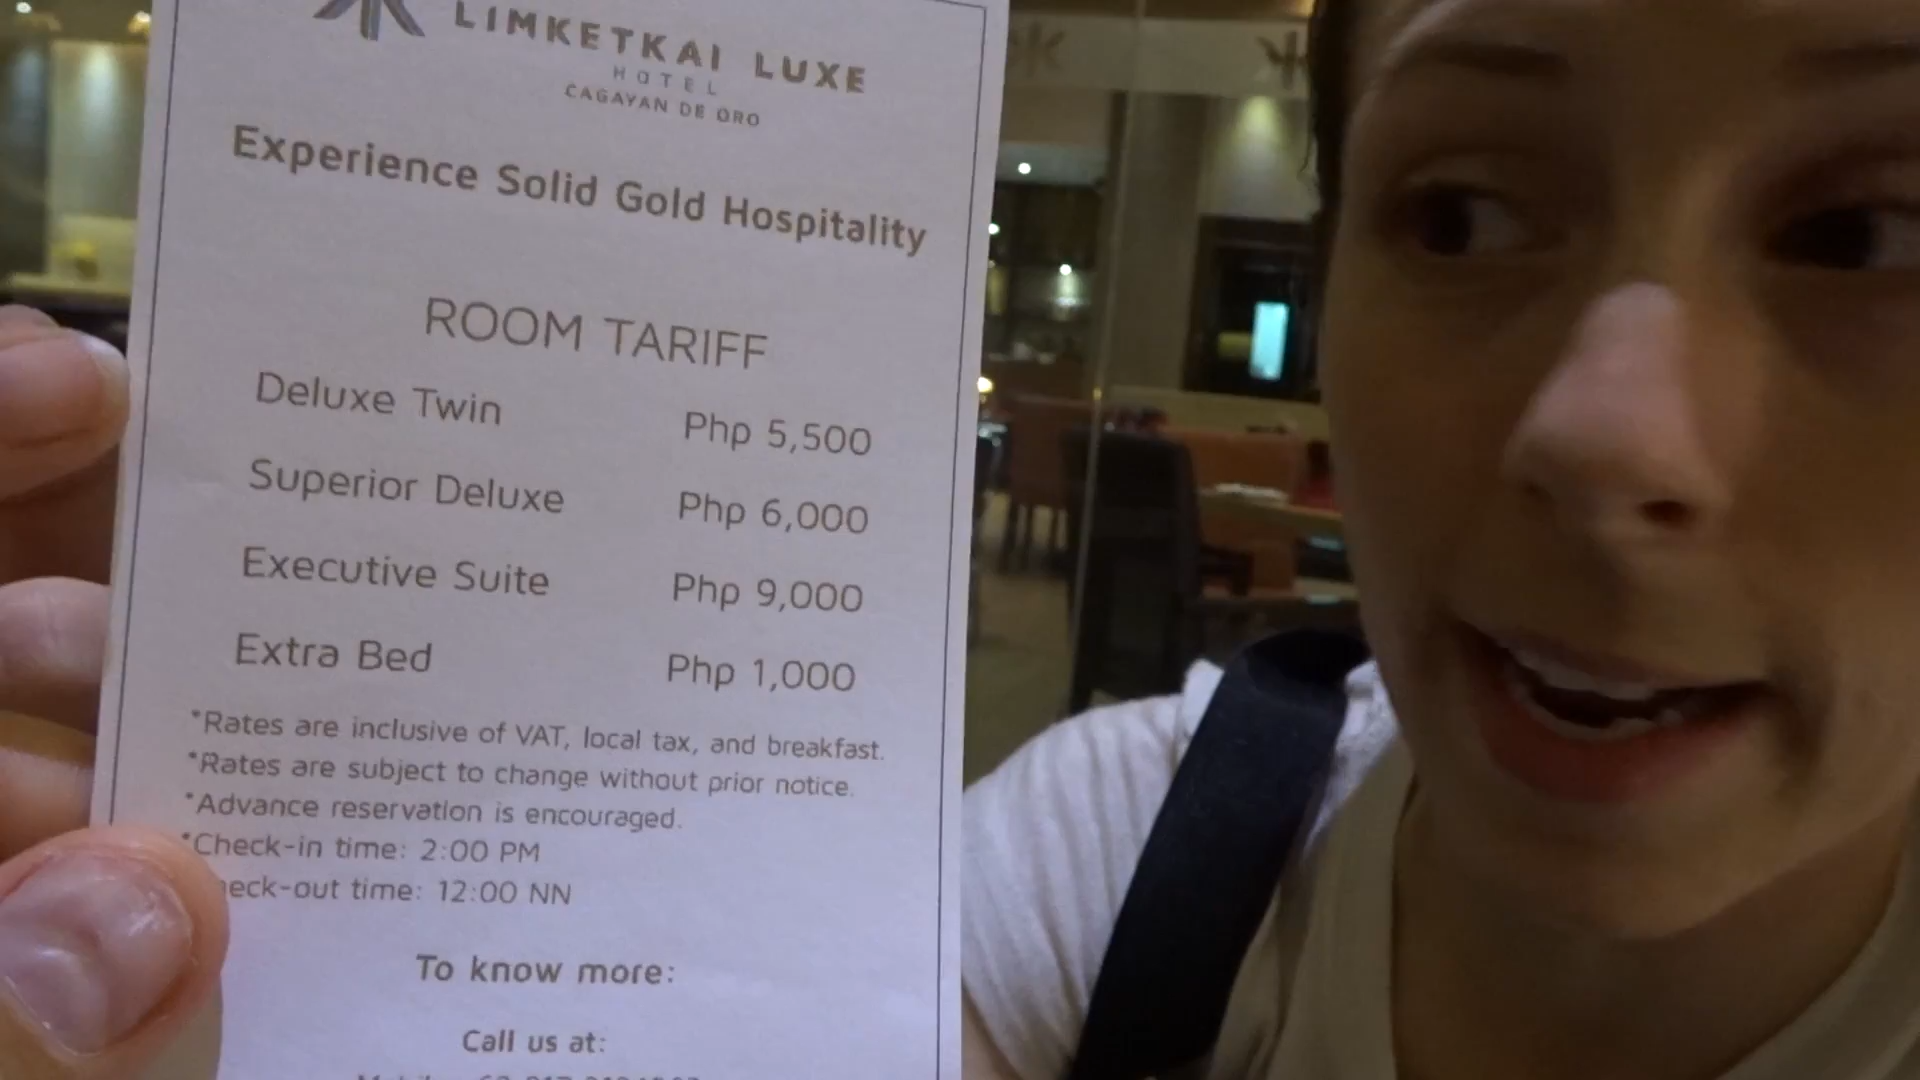 LIMKETKAI LUXE
HOTEL
CAGAYAN DE ORO
Experience Solid Gold Hospitality
ROOM TARIFF
Deluxe Twin Php 5,500
Superior Deluxe Php 6,000
Executive Suite Php 9,000
Extra Bed Php 1,000
*Rates are inclusive of VAT, local tax, and breakfast.
*Rates are subject to change without prior notice.
*Advance reservation is encouraged.
*Check-in time: 2:00 PM
eck-out time: 12:00 NN
To know more:
Call us at: